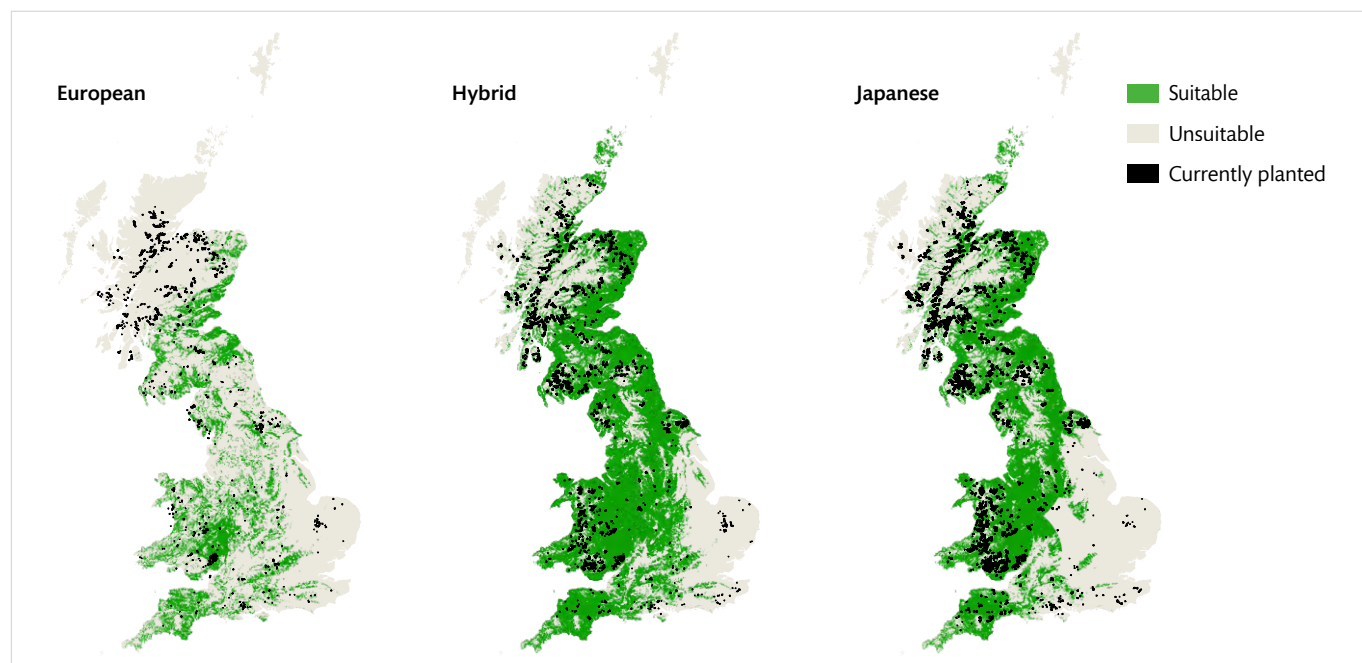 European
Hybrid
Japanese
Suitable
Unsuitable
Currently planted